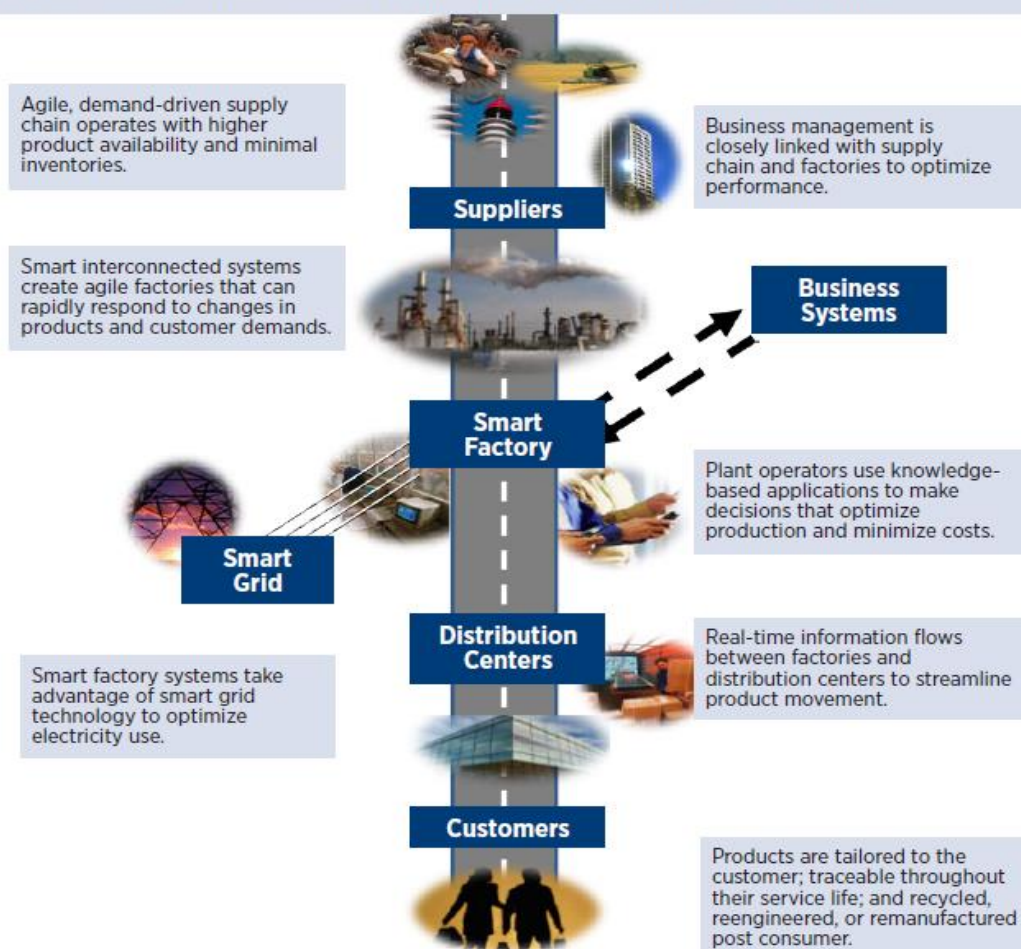 Agile, demand-driven supply
chain operates with higher
product availability and minimal
inventories.
Business management is
closely linked with supply
chain and factories to optimize
performance.
Suppliers
Smart interconnected systems
create agile factories that can
rapidly respond to changes in
products and customer demands.
Business
Systems
Smart
Factory
Plant operators use knowledge-
based applications to make
decisions that optimize
production and minimize costs.
Smart
Grid
Distribution
Centers
Real-time information flows
between factories and
distribution centers to streamline
product movement.
Smart factory systems take
advantage of smart grid
technology to optimize
electricity use.
Customers
Products are tailored to the
customer; traceable throughout
their service life; and recycled,
reengineered, or remanufactured
post consumer.